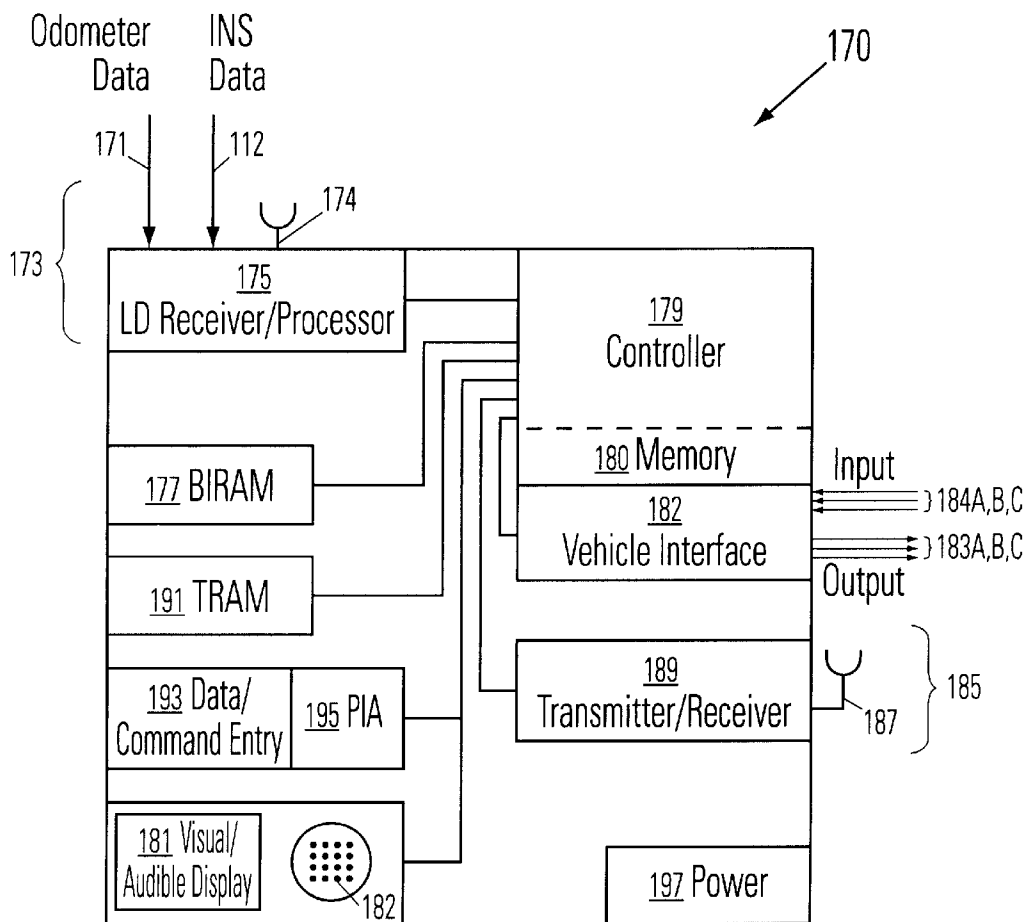 Odometer Data
INS Data
170
171
112
174
173
175
LD Receiver/Processor
179
Controller
180 Memory
Input
184A,B,C
177 BIRAM
182
Vehicle Interface
183A,B,C
Output
191 TRAM
189
Transmitter/Receiver
185
187
193 Data/
Command Entry
195 PIA
181 Visual/
Audible Display
182
197 Power